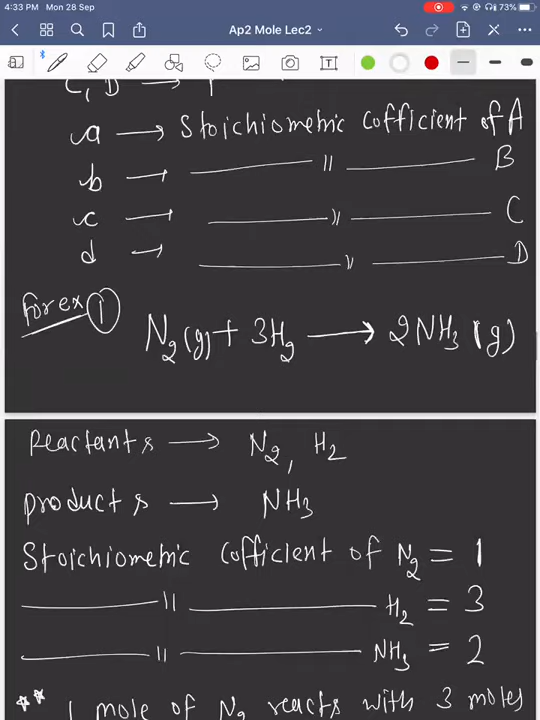 4:33 PM Mon 28 Sep 73%
Ap2 Mole Lec2
C, D →
a → Stoichiometric cofficient of A
b → —— 〃 —— B
c → —— 〃 —— C
d → —— 〃 —— D
for ex ①
N₂(g) + 3H₂ → 2NH₃ (g)
Reactants → N₂, H₂
products → NH₃
Stoichiometric cofficient of N₂ = 1
—— 〃 —— H₂ = 3
—— 〃 —— NH₃ = 2
** 1 mole of N₂ reacts with 3 moles